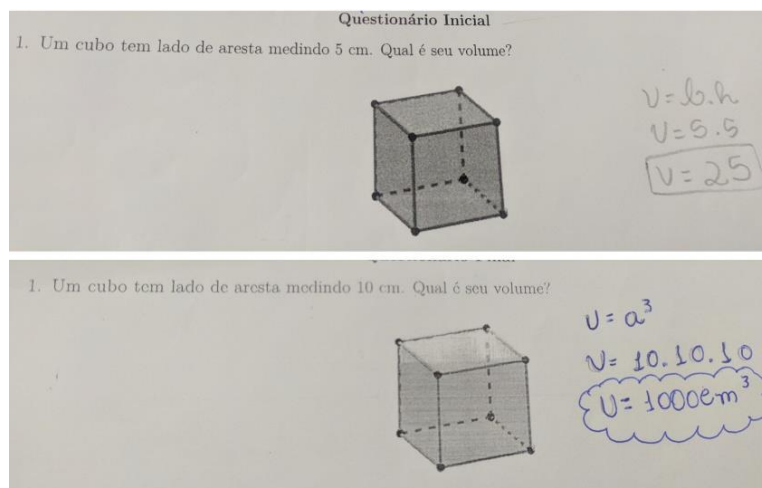 Questionário Inicial
1. Um cubo tem lado de aresta medindo 5 cm. Qual é seu volume?
V = b.h
V = 5.5
V = 25
1. Um cubo tem lado de aresta medindo 10 cm. Qual é seu volume?
V = a³
V = 10.10.10
V = 1000cm³